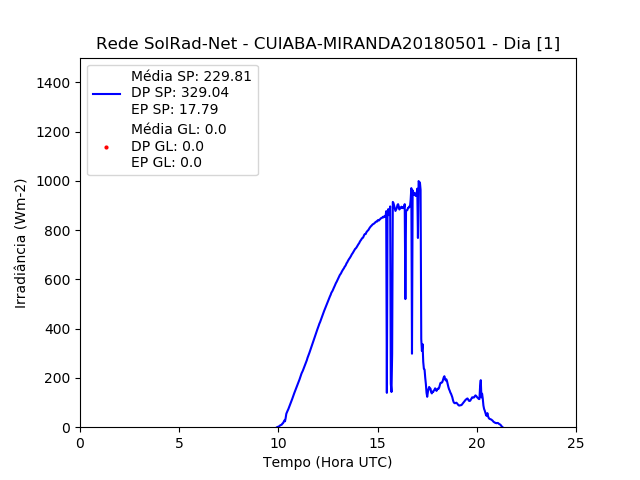 Rede SolRad-Net - CUIABA-MIRANDA20180501 - Dia [1]
Média SP: 229.81
DP SP: 329.04
EP SP: 17.79
Média GL: 0.0
DP GL: 0.0
EP GL: 0.0
Irradiância (Wm-2)
1400
1200
1000
800
600
400
200
0
0 5 10 15 20 25
Tempo (Hora UTC)